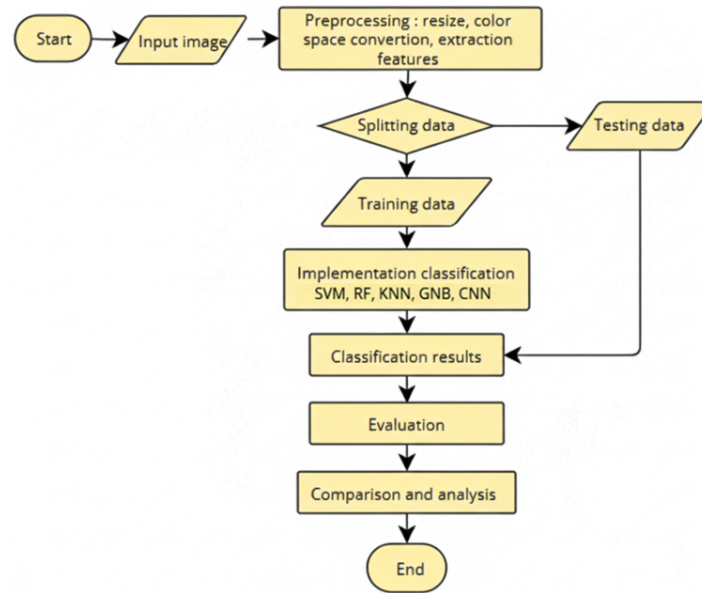 Start
Input image
Preprocessing : resize, color
space convertion, extraction
features
Splitting data
Testing data
Training data
Implementation classification
SVM, RF, KNN, GNB, CNN
Classification results
Evaluation
Comparison and analysis
End